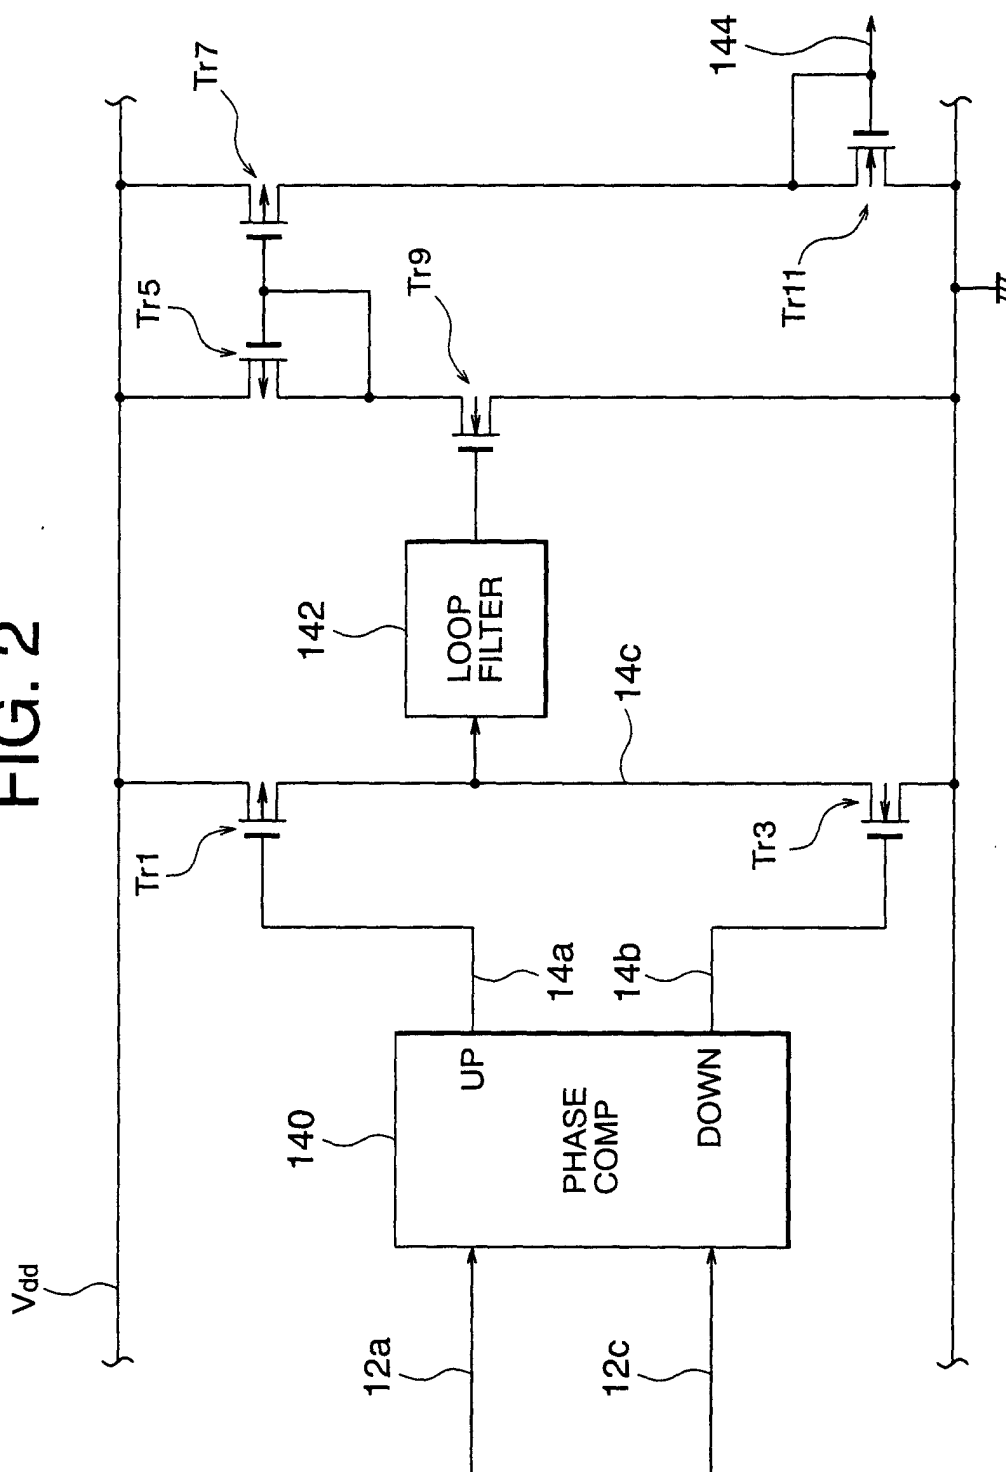 FIG. 2
Vdd
12a
12c
140
PHASE
COMP
UP
DOWN
14a
14b
Tr1
Tr3
14c
142
LOOP
FILTER
Tr5
Tr9
Tr7
Tr11
144